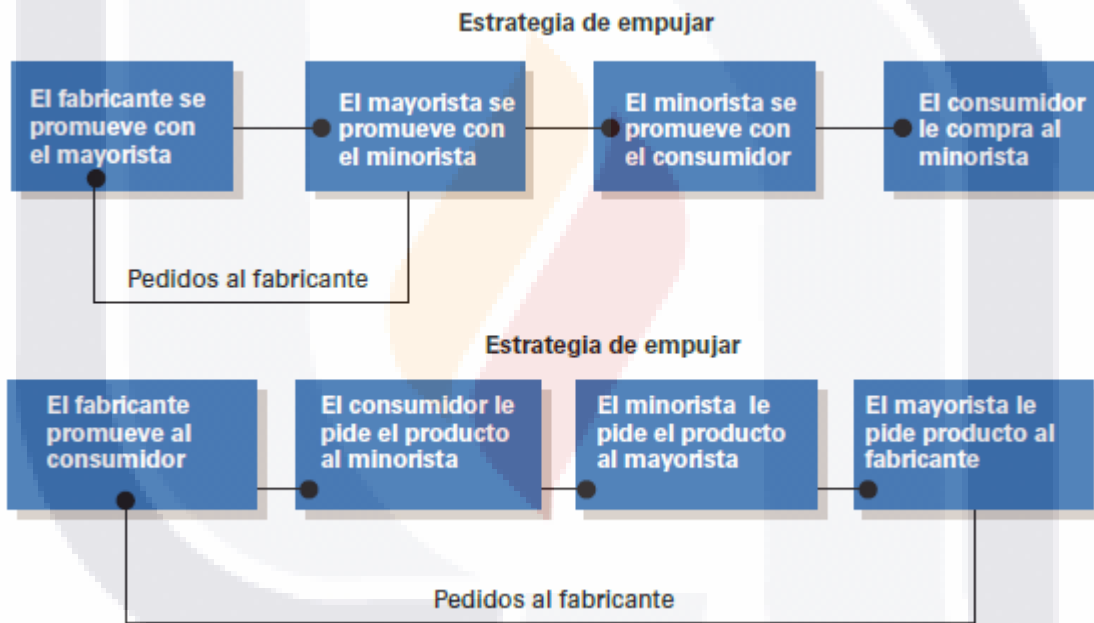 Estrategia de empujar
El fabricante se
promueve con
el mayorista
El mayorista se
promueve con
el minorista
El minorista se
promueve con
el consumidor
El consumidor
le compra al
minorista
Pedidos al fabricante
Estrategia de empujar
El fabricante
promueve al
consumidor
El consumidor le
pide el producto
al minorista
El minorista le
pide el producto
al mayorista
El mayorista le
pide producto al
fabricante
Pedidos al fabricante